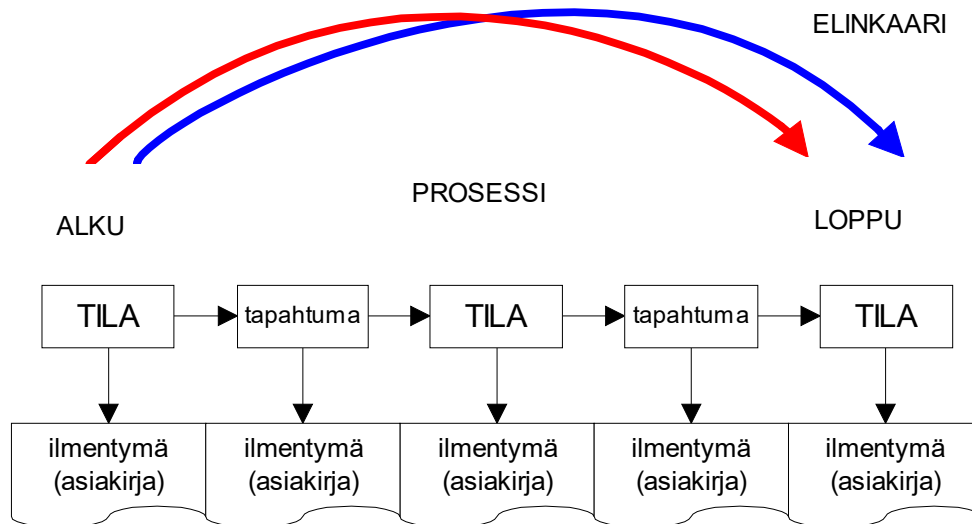 ELINKAARI
PROSESSI
ALKU
LOPPU
TILA
tapahtuma
TILA
tapahtuma
TILA
ilmentymä
(asiakirja)
ilmentymä
(asiakirja)
ilmentymä
(asiakirja)
ilmentymä
(asiakirja)
ilmentymä
(asiakirja)